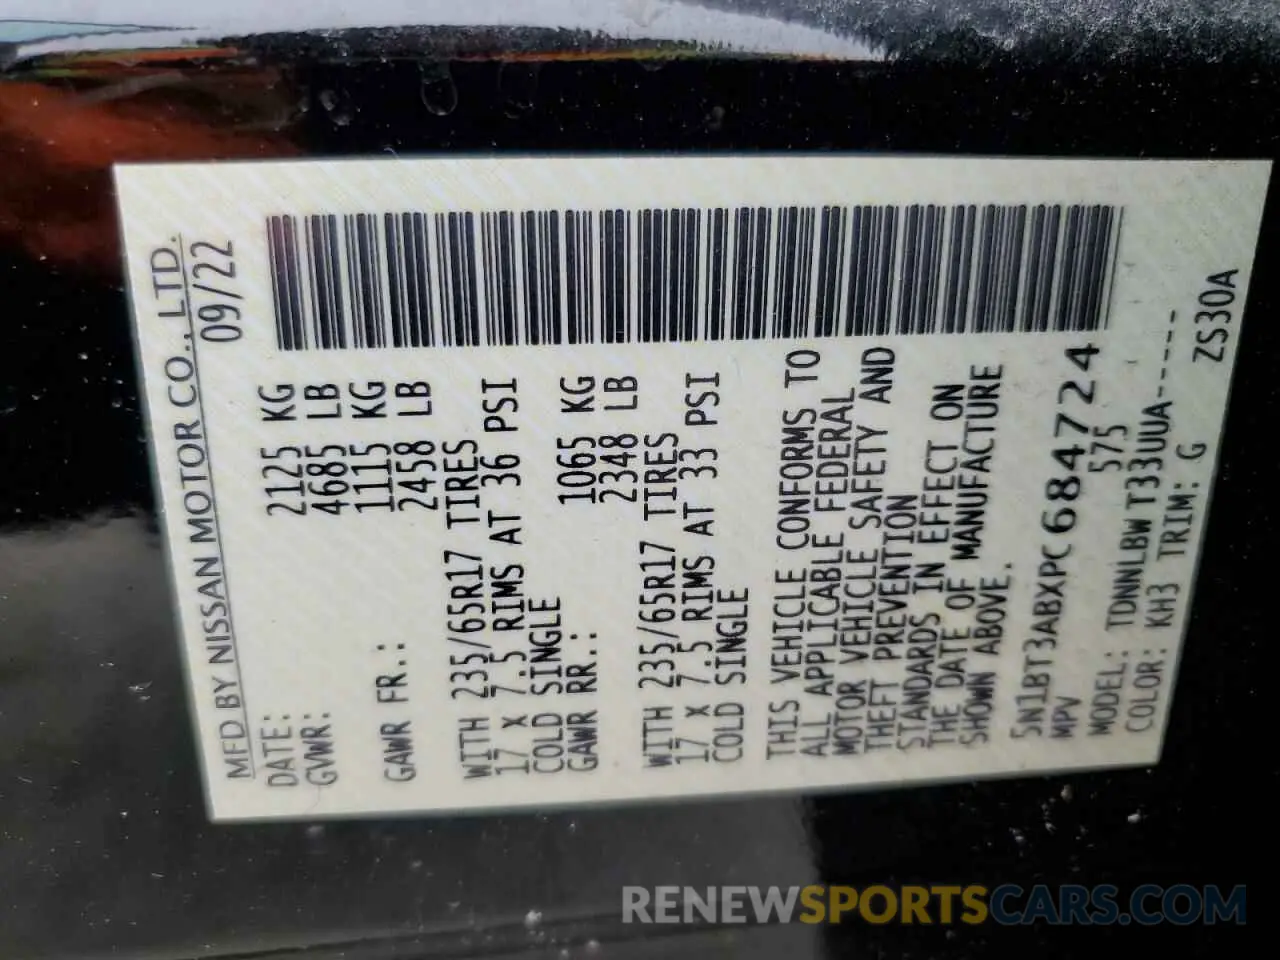 MFD BY NISSAN MOTOR CO., LTD.
DATE: 09/22
GVWR: 2125 KG
4685 LB
GAWR FR.: 1115 KG
2458 LB
WITH 235/65R17 TIRES
17 X 7.5 RIMS AT 36 PSI
COLD SINGLE
GAWR RR.: 1065 KG
2348 LB
WITH 235/65R17 TIRES
17 X 7.5 RIMS AT 33 PSI
COLD SINGLE
THIS VEHICLE CONFORMS TO
ALL APPLICABLE FEDERAL
MOTOR VEHICLE SAFETY AND
THEFT PREVENTION
STANDARDS IN EFFECT ON
THE DATE OF MANUFACTURE
SHOWN ABOVE.
5N1BT3ABXPC684724
MPV 575
MODEL: TDNNLBW T33UUA-----
COLOR: KH3 TRIM: G ZS30A
RENEWSPORTSCARS.COM